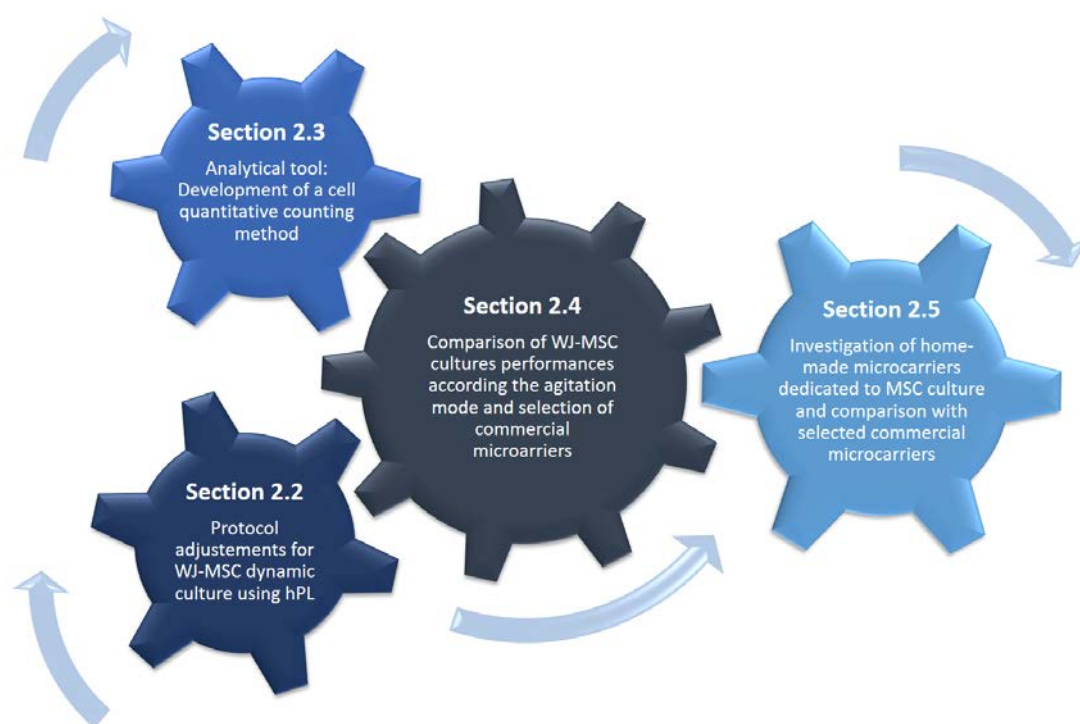 Section 2.3
Analytical tool:
Development of a cell
quantitative counting
method
Section 2.4
Comparison of WJ-MSC
cultures performances
according the agitation
mode and selection of
commercial
microarriers
Section 2.5
Investigation of home-
made microcarriers
dedicated to MSC culture
and comparison with
selected commercial
microcarriers
Section 2.2
Protocol
adjustements for
WJ-MSC dynamic
culture using hPL